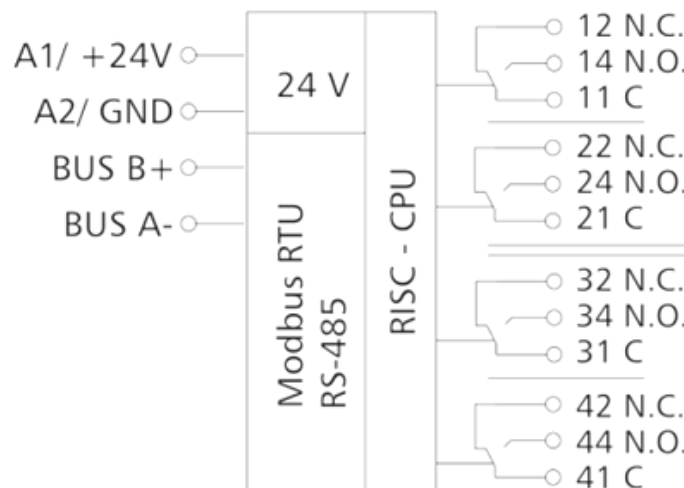 A1/ +24V
A2/ GND
BUS B+
BUS A-
24 V
Modbus RTU
RS-485
RISC - CPU
12 N.C.
14 N.O.
11 C
22 N.C.
24 N.O.
21 C
32 N.C.
34 N.O.
31 C
42 N.C.
44 N.O.
41 C